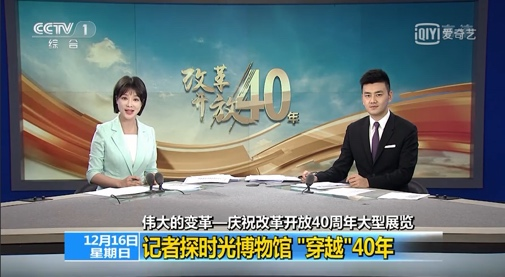 CCTV 1
综合
iQIYI 爱奇艺
改革
开放40年
伟大的变革—庆祝改革开放40周年大型展览
12月16日
星期日
记者探时光博物馆 "穿越"40年